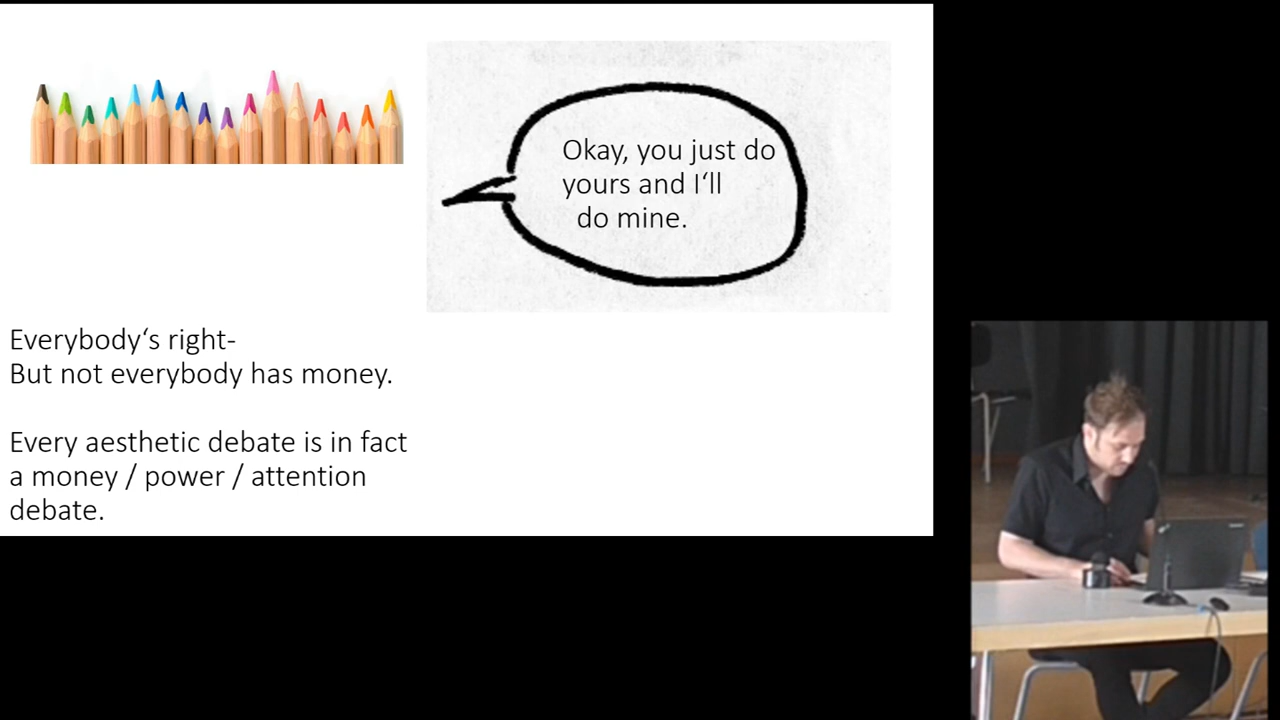 Okay, you just do
yours and I‘ll
do mine.
Everybody‘s right-
But not everybody has money.
Every aesthetic debate is in fact
a money / power / attention
debate.